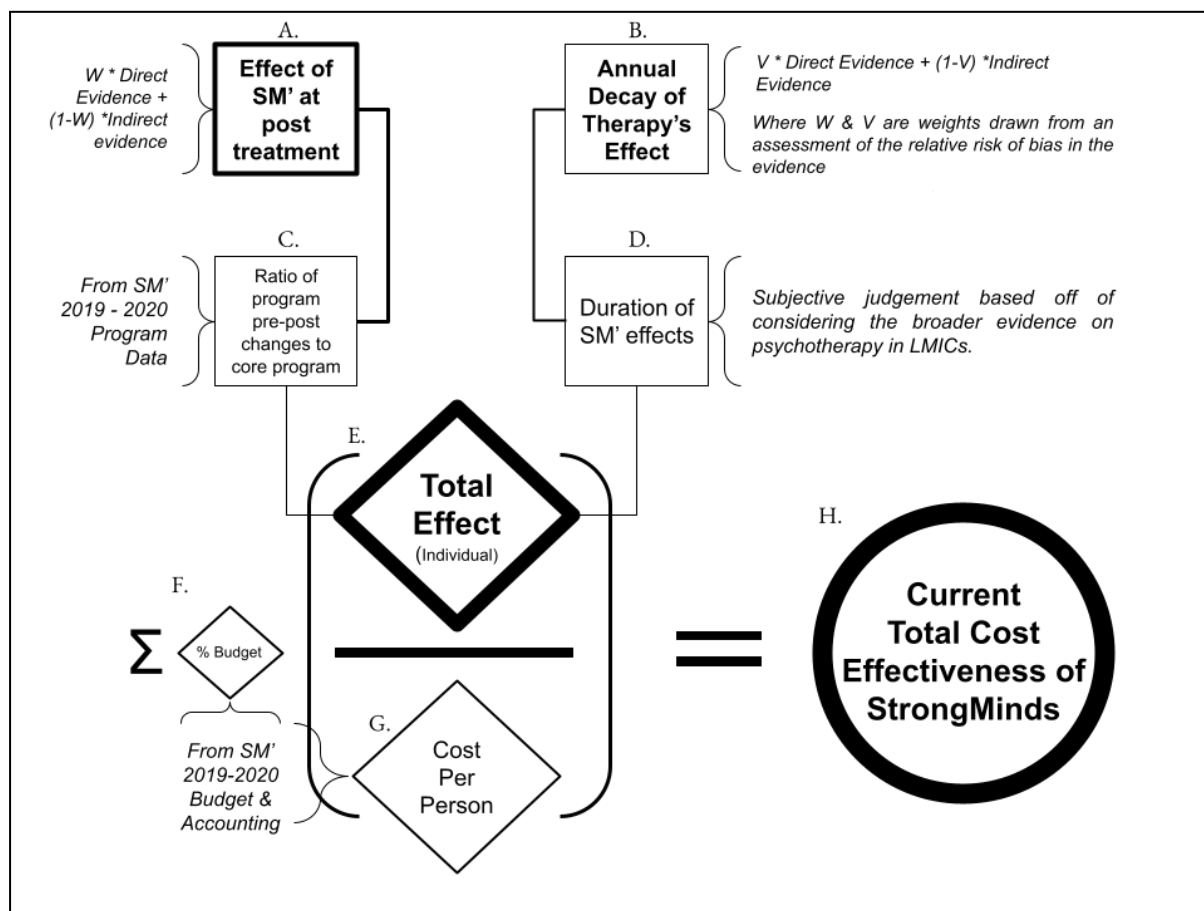 A.
W * Direct
Evidence +
(1-W) *Indirect
evidence
Effect of
SM’ at
post
treatment
B.
Annual
Decay of
Therapy’s
Effect
V * Direct Evidence + (1-V) *Indirect
Evidence
Where W & V are weights drawn from an
assessment of the relative risk of bias in the
evidence
C.
From SM’
2019 - 2020
Program
Data
Ratio of
program
pre-post
changes to
core program
D.
Duration of
SM’ effects
Subjective judgement based off of
considering the broader evidence on
psychotherapy in LMICs.
E.
Total
Effect
(Individual)
F.
Σ
% Budget
From SM’
2019-2020
Budget &
Accounting
G.
Cost
Per
Person
=
H.
Current
Total Cost
Effectiveness of
StrongMinds